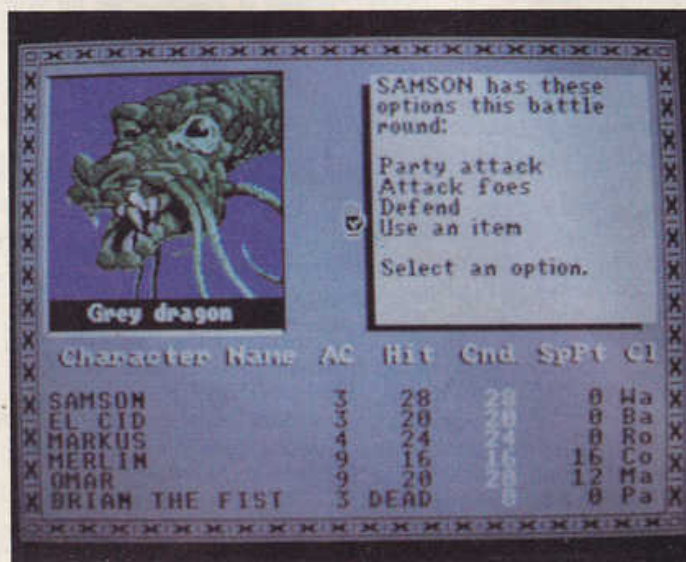 SAMSON has these
options this battle
round:
Party attack
Attack foes
Defend
Use an item
Select an option.
Grey dragon
Character Name AC Hit Cnd SpPt Cl
SAMSON 3 28 28 0 Wa
EL CID 3 20 20 0 Ba
MARKUS 4 24 24 0 Ro
MERLIN 9 16 16 16 Co
OMAR 9 20 20 12 Ma
BRIAN THE FIST 3 DEAD 0 0 Pa